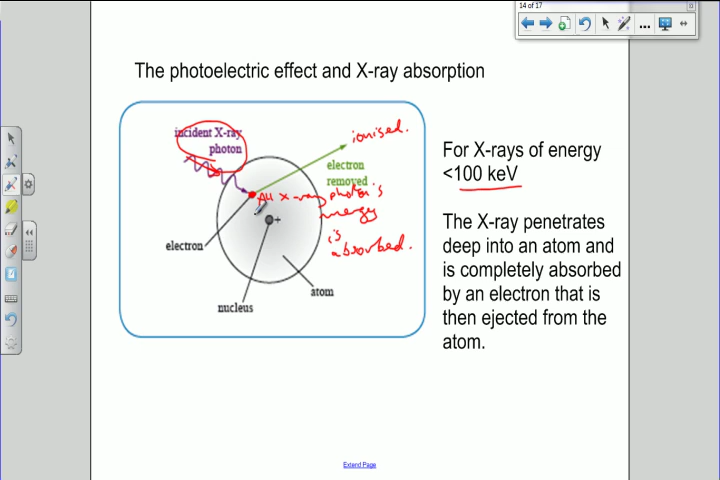 14 of 17
The photoelectric effect and X-ray absorption
incident X-ray
photon
ionised.
electron
removed
All X-ray photon's
energy
is
absorbed.
+
electron
atom
nucleus
For X-rays of energy
<100 keV
The X-ray penetrates
deep into an atom and
is completely absorbed
by an electron that is
then ejected from the
atom.
Extend Page